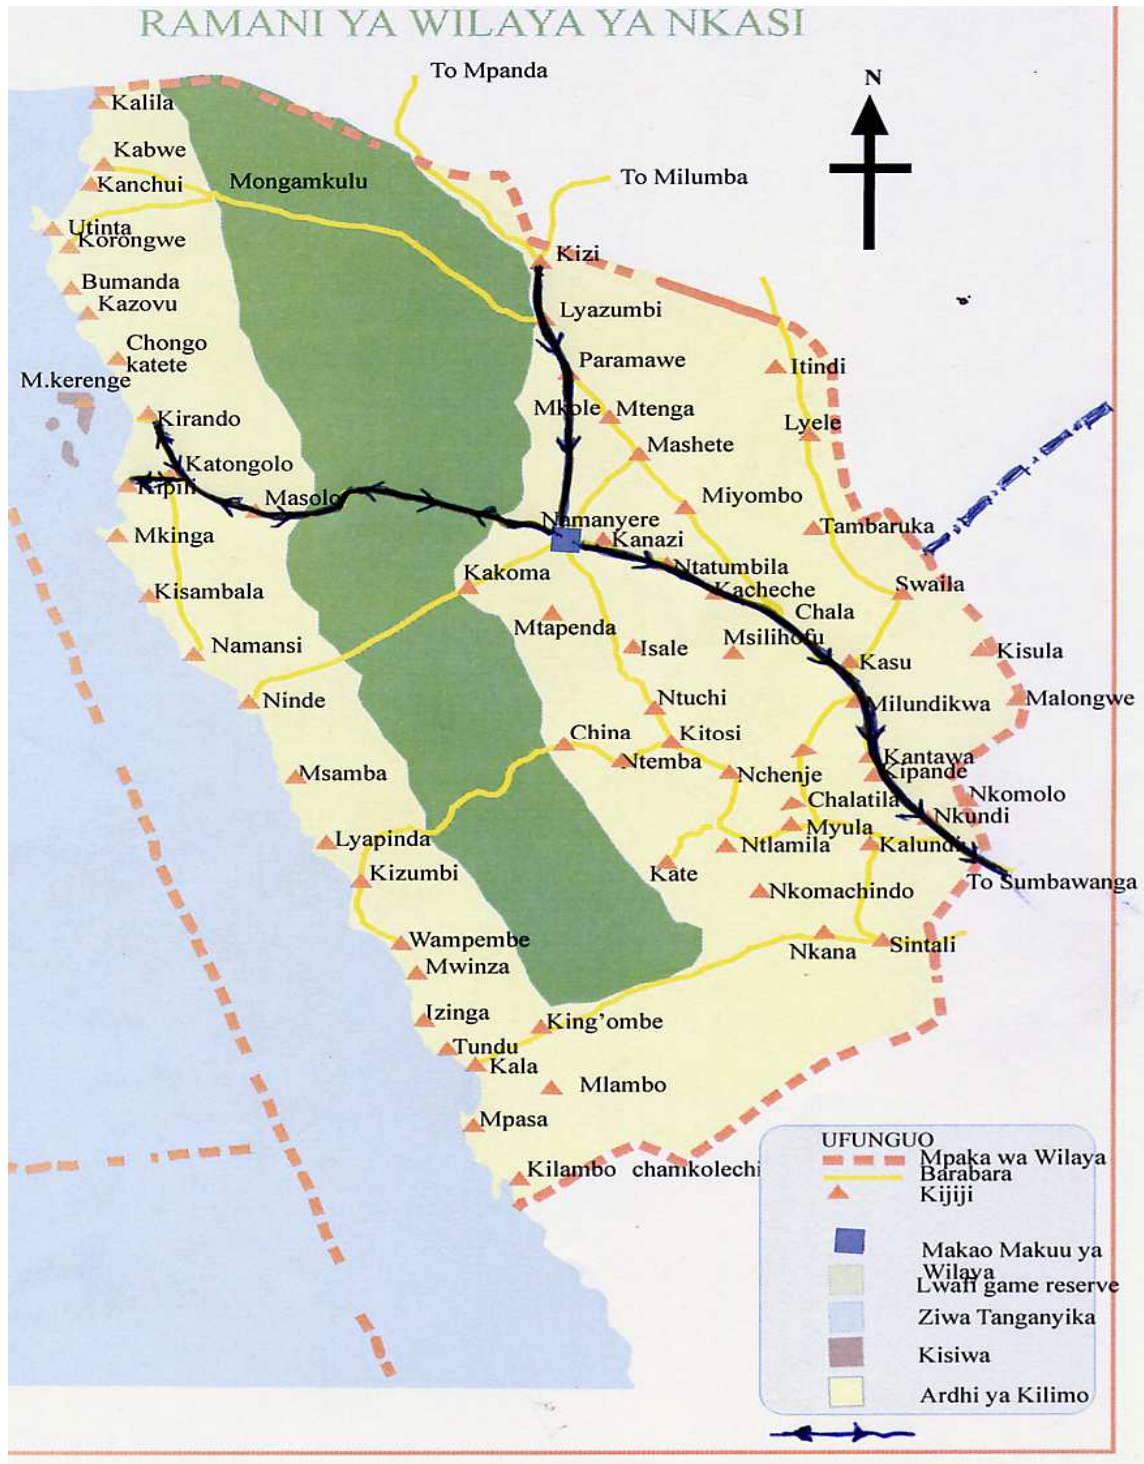 RAMANI YA WILAYA YA NKASI
To Mpanda
N
Kalila
Kabwe
Kanchui
Mongamkulu
To Milumba
Utinta
Korongwe
Kizi
Bumanda
Kazovu
Lyazumbi
Chongo
katete
Paramawe
Itindi
M.kerenge
Kirando
Mkole
Mtenga
Lyele
Mashete
Katongolo
Kipili
Masolo
Miyombo
Namanyere
Kanazi
Tambaruka
Mkinga
Kakoma
Ntatumbila
Kacheche
Swaila
Kisambala
Chala
Mtapenda
Msilihofu
Isale
Namansi
Kasu
Kisula
Ninde
Ntuchi
Milundikwa
Malongwe
China
Kitosi
Ntemba
Kantawa
Kipande
Msamba
Nchenje
Chalatila
Nkomolo
Nkundi
Lyapinda
Myula
Ntlamila
Kalundi
Kizumbi
Kate
Nkomachindo
To Sumbawanga
Wampembe
Nkana
Sintali
Mwinza
Izinga
King'ombe
Tundu
Kala
Mlambo
Mpasa
Kilambo chamkolechi
UFUNGUO
Mpaka wa Wilaya
Barabara
Kijiji
Makao Makuu ya
Wilaya
Lwafi game reserve
Ziwa Tanganyika
Kisiwa
Ardhi ya Kilimo